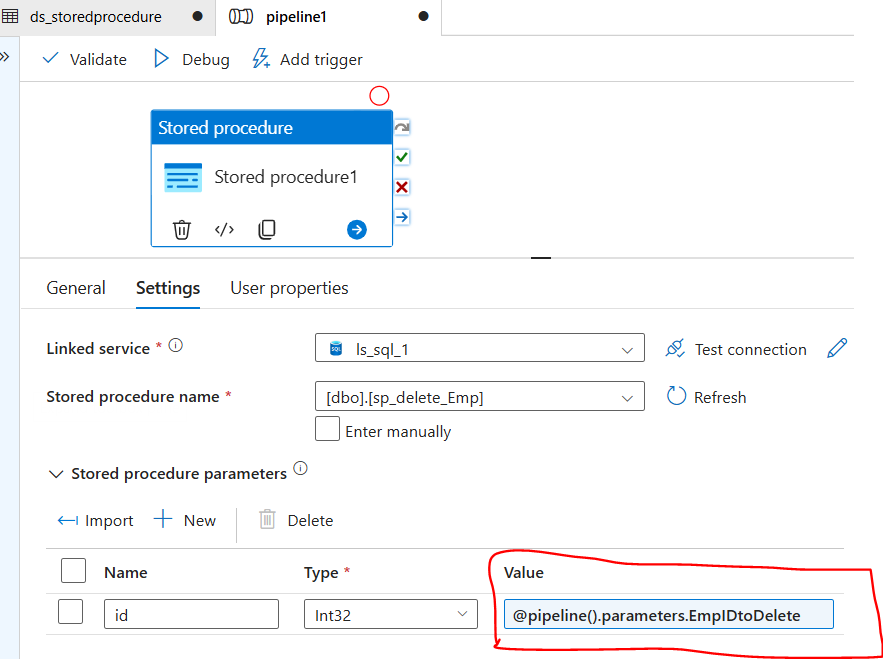 ds_storedprocedure
pipeline1
Validate
Debug
Add trigger
Stored procedure
Stored procedure1
General
Settings
User properties
Linked service *
SQL
ls_sql_1
Test connection
Stored procedure name *
[dbo].[sp_delete_Emp]
Refresh
Enter manually
Stored procedure parameters
Import
New
Delete
Name
Type *
Value
id
Int32
@pipeline().parameters.EmpIDtoDelete